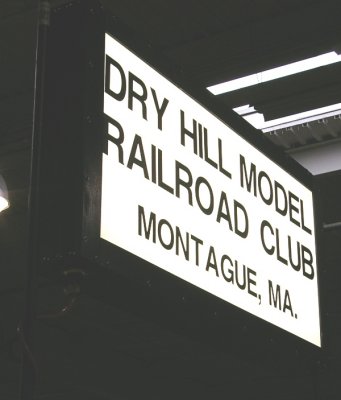 DRY HILL MODEL
RAILROAD CLUB
MONTAGUE, MA.